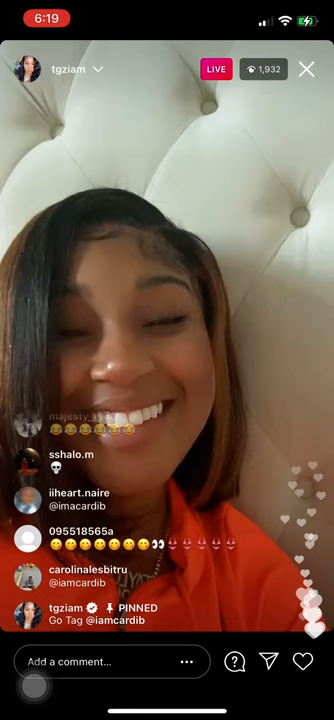 6:19
tgziam
LIVE
1,932
majesty_
😂😂😂😂😂😂
sshalo.m
💀
iiheart.naire
@imacardib
095518565a
😋😋😋😋😋😋😋👀👙👙👙👙👙
carolinalesbitru
@iamcardib
tgziam PINNED
Go Tag @iamcardib
Add a comment...